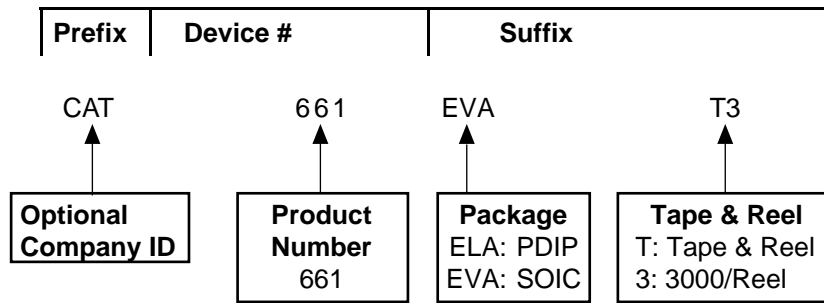 Prefix Device # Suffix
CAT 661 EVA T3
Optional
Company ID
Product
Number
661
Package
ELA: PDIP
EVA: SOIC
Tape & Reel
T: Tape & Reel
3: 3000/Reel